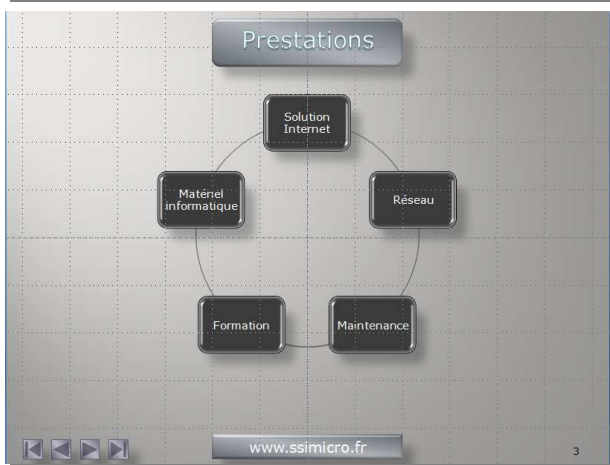 Prestations
Solution
Internet
Matériel
informatique
Réseau
Formation
Maintenance
www.ssimicro.fr
3